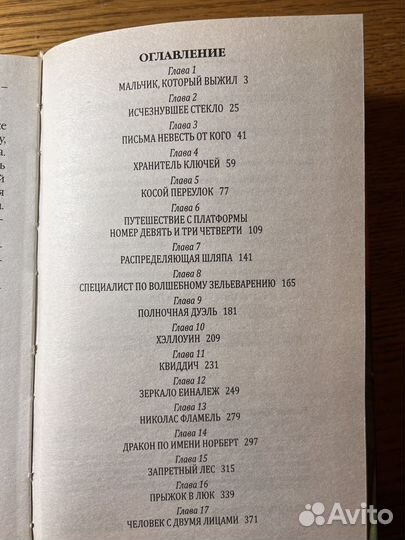 ОГЛАВЛЕНИЕ
Глава 1
МАЛЬЧИК, КОТОРЫЙ ВЫЖИЛ 3
Глава 2
ИСЧЕЗНУВШЕЕ СТЕКЛО 25
Глава 3
ПИСЬМА НЕВЕСТЬ ОТ КОГО 41
Глава 4
ХРАНИТЕЛЬ КЛЮЧЕЙ 59
Глава 5
КОСОЙ ПЕРЕУЛОК 77
Глава 6
ПУТЕШЕСТВИЕ С ПЛАТФОРМЫ
НОМЕР ДЕВЯТЬ И ТРИ ЧЕТВЕРТИ 109
Глава 7
РАСПРЕДЕЛЯЮЩАЯ ШЛЯПА 141
Глава 8
СПЕЦИАЛИСТ ПО ВОЛШЕБНОМУ ЗЕЛЬЕВАРЕНИЮ 165
Глава 9
ПОЛНОЧНАЯ ДУЭЛЬ 181
Глава 10
ХЭЛЛОУИН 209
Глава 11
КВИДДИЧ 231
Глава 12
ЗЕРКАЛО ЕИНАЛЕЖ 249
Глава 13
НИКОЛАС ФЛАМЕЛЬ 279
Глава 14
ДРАКОН ПО ИМЕНИ НОРБЕРТ 297
Глава 15
ЗАПРЕТНЫЙ ЛЕС 315
Глава 16
ПРЫЖОК В ЛЮК 339
Глава 17
ЧЕЛОВЕК С ДВУМЯ ЛИЦАМИ 371
Avito